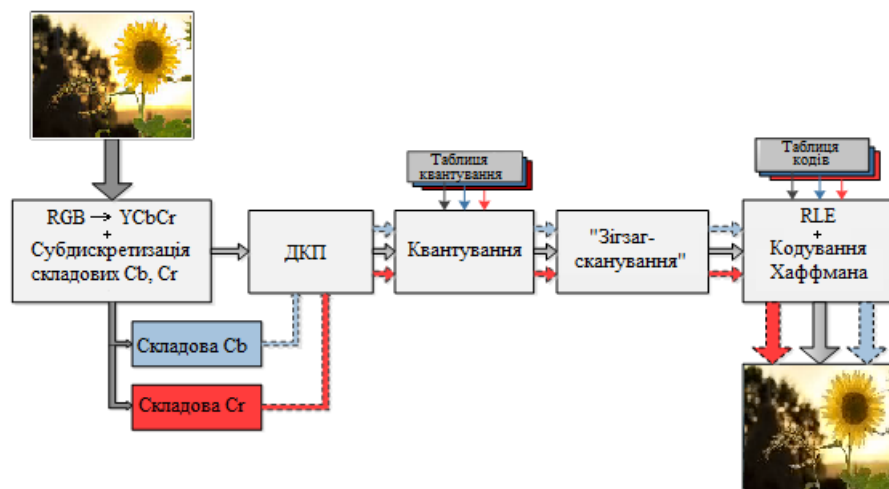 Таблиця
квантування
Таблиця
кодів
RGB → YCbCr
+
Субдискретизація
складових Cb, Cr
ДКП
Квантування
"Зігзаг-
сканування"
RLE
+
Кодування
Хаффмана
Складова Cb
Складова Cr